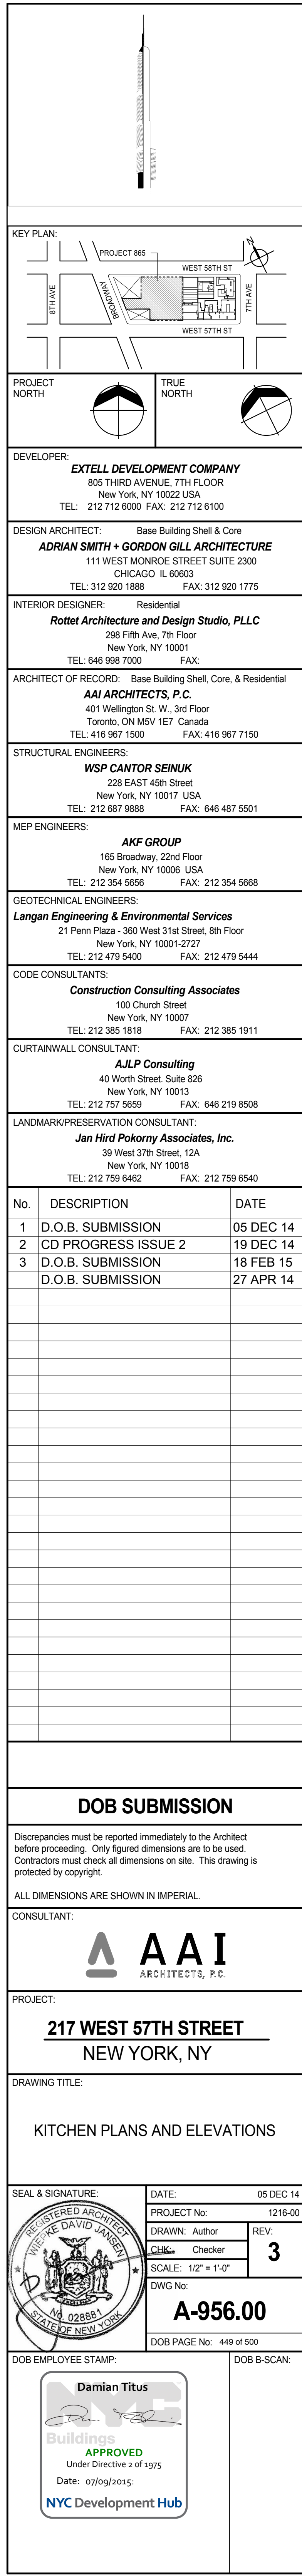 KEY PLAN:
PROJECT 865
N
WEST 58TH ST
8TH AVE
BROADWAY
7TH AVE
WEST 57TH ST
PROJECT
NORTH
TRUE
NORTH
DEVELOPER:
EXTELL DEVELOPMENT COMPANY
805 THIRD AVENUE, 7TH FLOOR
New York, NY 10022 USA
TEL: 212 712 6000 FAX: 212 712 6100
DESIGN ARCHITECT: Base Building Shell & Core
ADRIAN SMITH + GORDON GILL ARCHITECTURE
111 WEST MONROE STREET SUITE 2300
CHICAGO IL 60603
TEL: 312 920 1888 FAX: 312 920 1775
INTERIOR DESIGNER: Residential
Rottet Architecture and Design Studio, PLLC
298 Fifth Ave, 7th Floor
New York, NY 10001
TEL: 646 998 7000 FAX:
ARCHITECT OF RECORD: Base Building Shell, Core, & Residential
AAI ARCHITECTS, P.C.
401 Wellington St. W., 3rd Floor
Toronto, ON M5V 1E7 Canada
TEL: 416 967 1500 FAX: 416 967 7150
STRUCTURAL ENGINEERS:
WSP CANTOR SEINUK
228 EAST 45th Street
New York, NY 10017 USA
TEL: 212 687 9888 FAX: 646 487 5501
MEP ENGINEERS:
AKF GROUP
165 Broadway, 22nd Floor
New York, NY 10006 USA
TEL: 212 354 5656 FAX: 212 354 5668
GEOTECHNICAL ENGINEERS:
Langan Engineering & Environmental Services
21 Penn Plaza - 360 West 31st Street, 8th Floor
New York, NY 10001-2727
TEL: 212 479 5400 FAX: 212 479 5444
CODE CONSULTANTS:
Construction Consulting Associates
100 Church Street
New York, NY 10007
TEL: 212 385 1818 FAX: 212 385 1911
CURTAINWALL CONSULTANT:
AJLP Consulting
40 Worth Street. Suite 826
New York, NY 10013
TEL: 212 757 5659 FAX: 646 219 8508
LANDMARK/PRESERVATION CONSULTANT:
Jan Hird Pokorny Associates, Inc.
39 West 37th Street, 12A
New York, NY 10018
TEL: 212 759 6462 FAX: 212 759 6540
No. DESCRIPTION DATE
1 D.O.B. SUBMISSION 05 DEC 14
2 CD PROGRESS ISSUE 2 19 DEC 14
3 D.O.B. SUBMISSION 18 FEB 15
D.O.B. SUBMISSION 27 APR 14
DOB SUBMISSION
Discrepancies must be reported immediately to the Architect
before proceeding. Only figured dimensions are to be used.
Contractors must check all dimensions on site. This drawing is
protected by copyright.
ALL DIMENSIONS ARE SHOWN IN IMPERIAL.
CONSULTANT:
AAI
ARCHITECTS, P.C.
PROJECT:
217 WEST 57TH STREET
NEW YORK, NY
DRAWING TITLE:
KITCHEN PLANS AND ELEVATIONS
SEAL & SIGNATURE:
REGISTERED ARCHITECT
WIEPKE DAVID JANSEN
No. 028881
STATE OF NEW YORK
DATE: 05 DEC 14
PROJECT No: 1216-00
DRAWN: Author
CHK: Checker
SCALE: 1/2" = 1'-0"
REV:
3
DWG No:
A-956.00
DOB PAGE No: 449 of 500
DOB EMPLOYEE STAMP:
DOB B-SCAN:
Damian Titus
NYC
Buildings
APPROVED
Under Directive 2 of 1975
Date: 07/09/2015:
NYC Development Hub